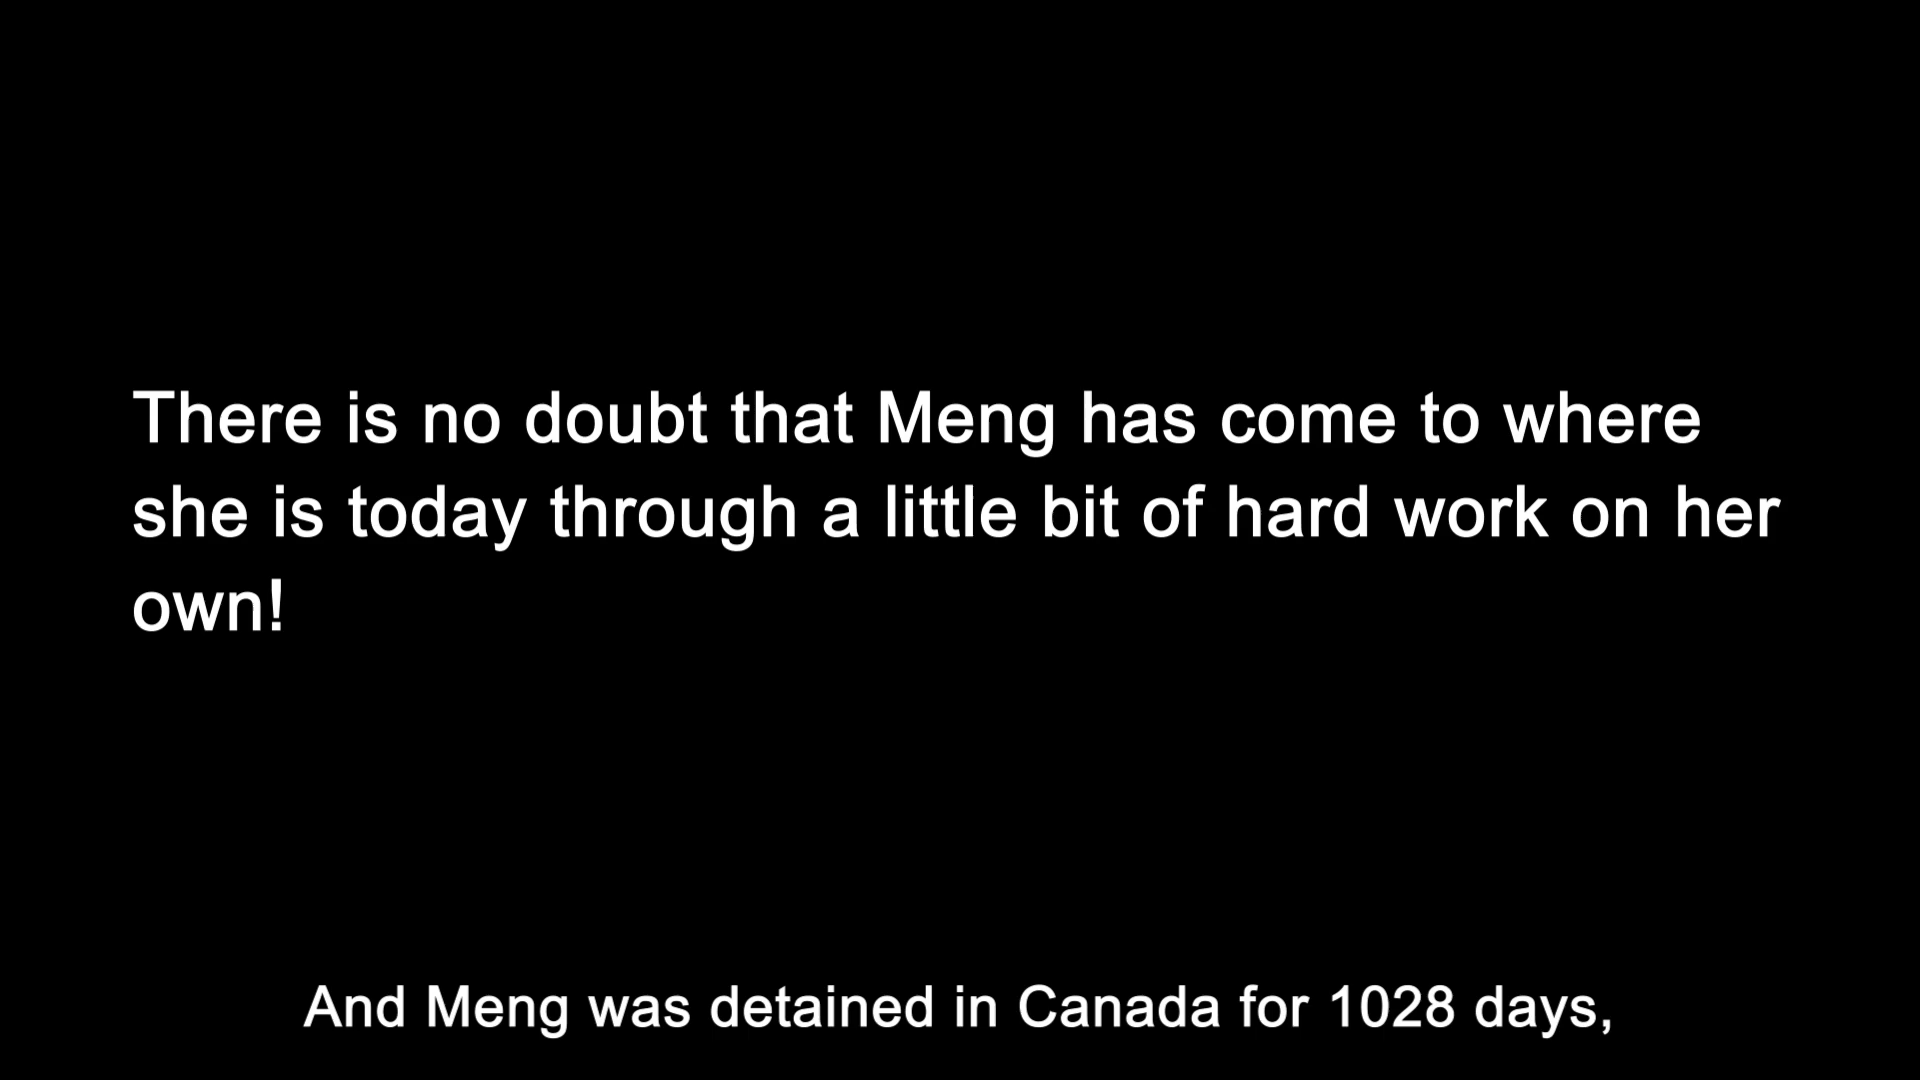 There is no doubt that Meng has come to where
she is today through a little bit of hard work on her
own!
And Meng was detained in Canada for 1028 days,